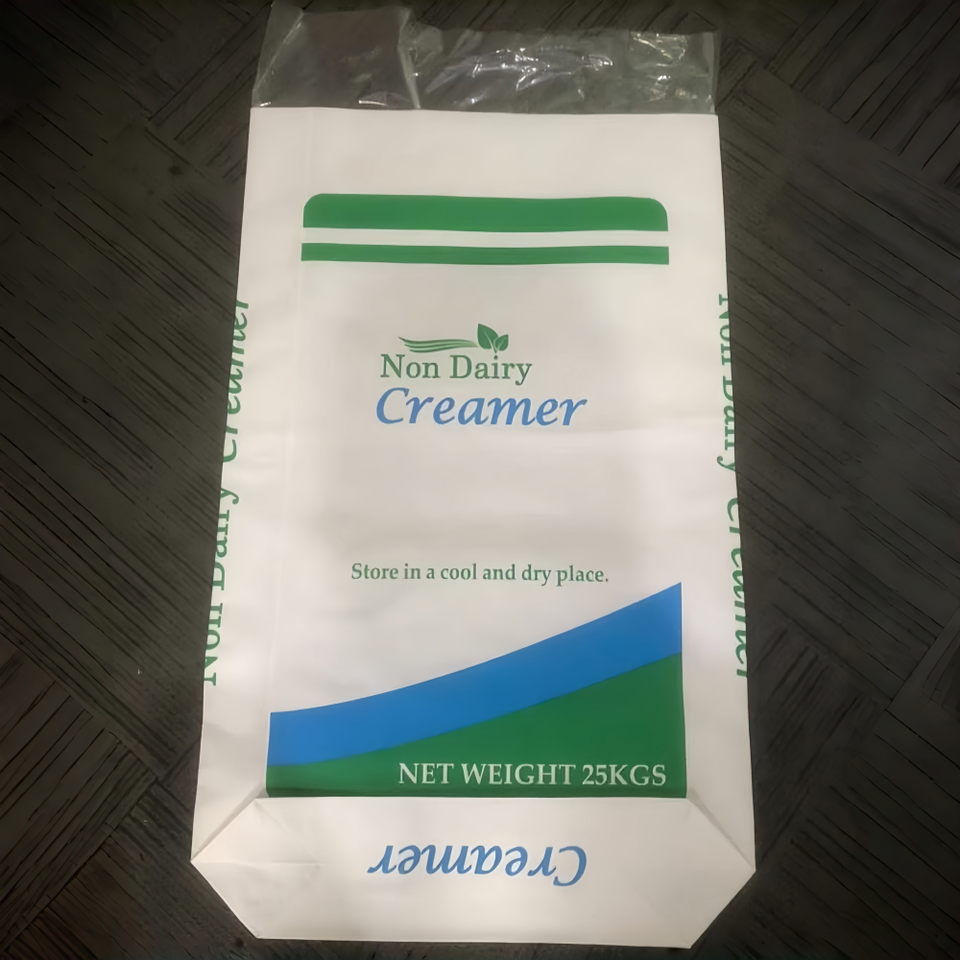 Non Dairy
Creamer
Store in a cool and dry place.
NET WEIGHT 25KGS
Creamer
Non Dairy Creamer
Non Dairy Creamer